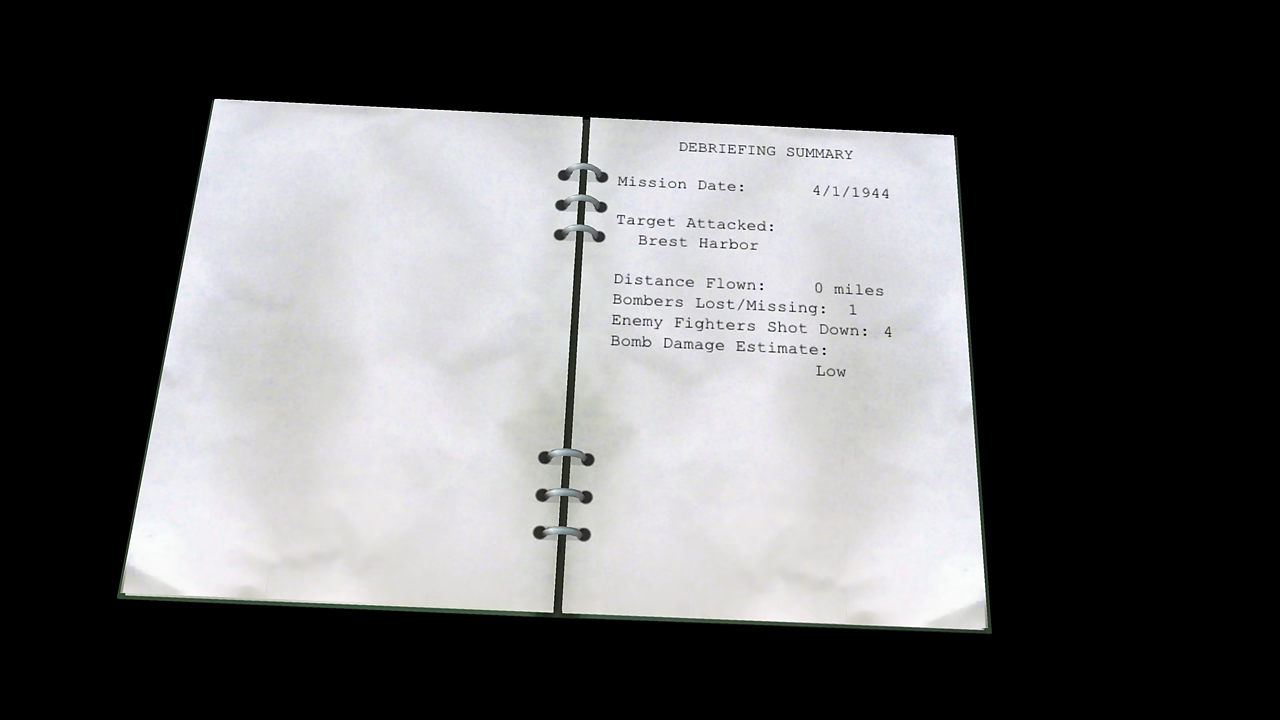 DEBRIEFING SUMMARY
Mission Date: 4/1/1944
Target Attacked:
Brest Harbor
Distance Flown: 0 miles
Bombers Lost/Missing: 1
Enemy Fighters Shot Down: 4
Bomb Damage Estimate:
Low